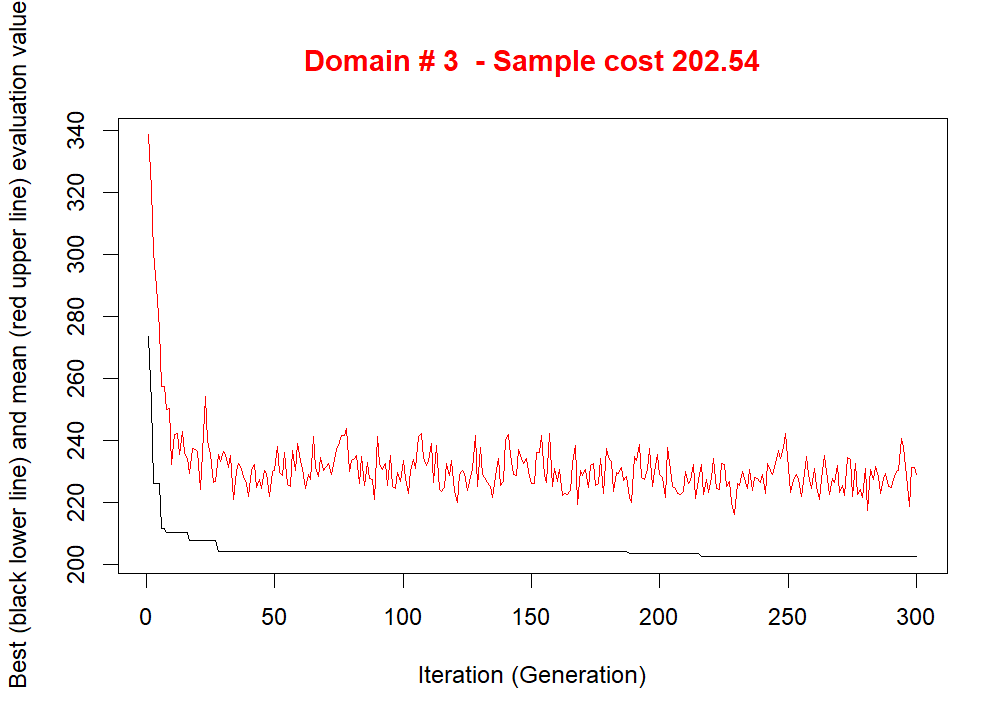 Domain # 3  - Sample cost 202.54
Best (black lower line) and mean (red upper line) evaluation value
340
320
300
280
260
240
220
200
0 50 100 150 200 250 300
Iteration (Generation)